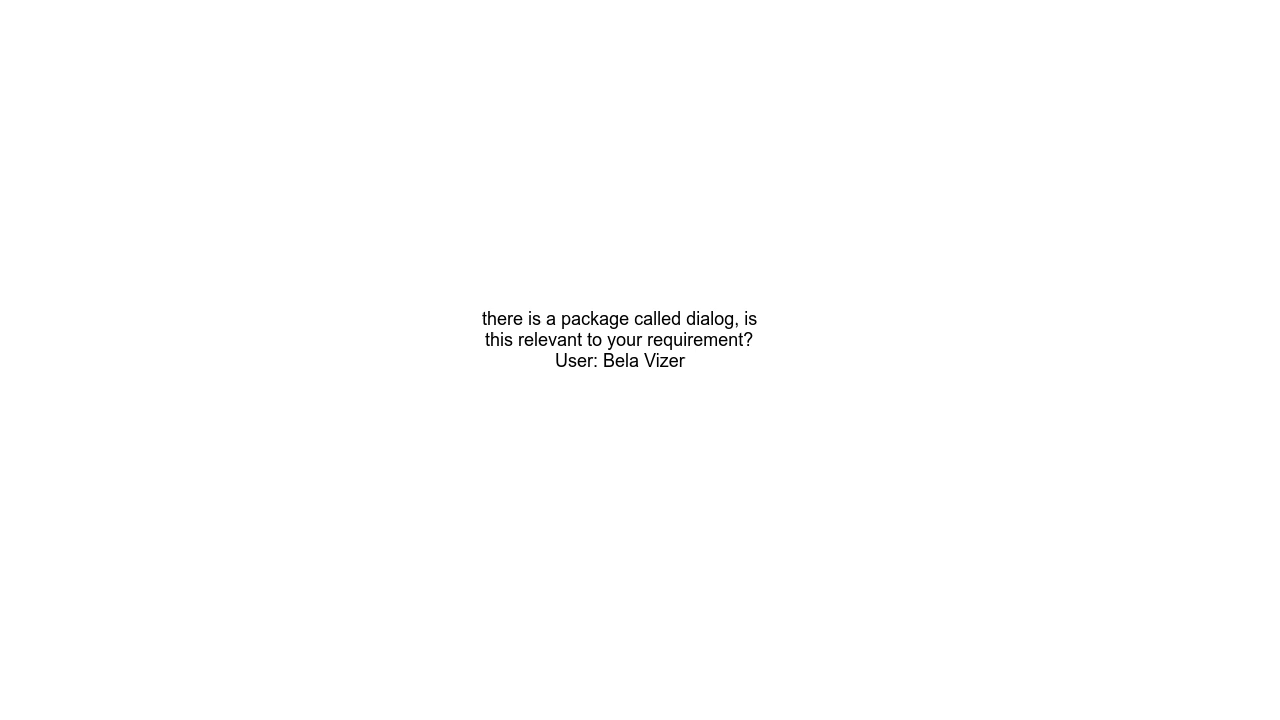 there is a package called dialog, is
this relevant to your requirement?
User: Bela Vizer